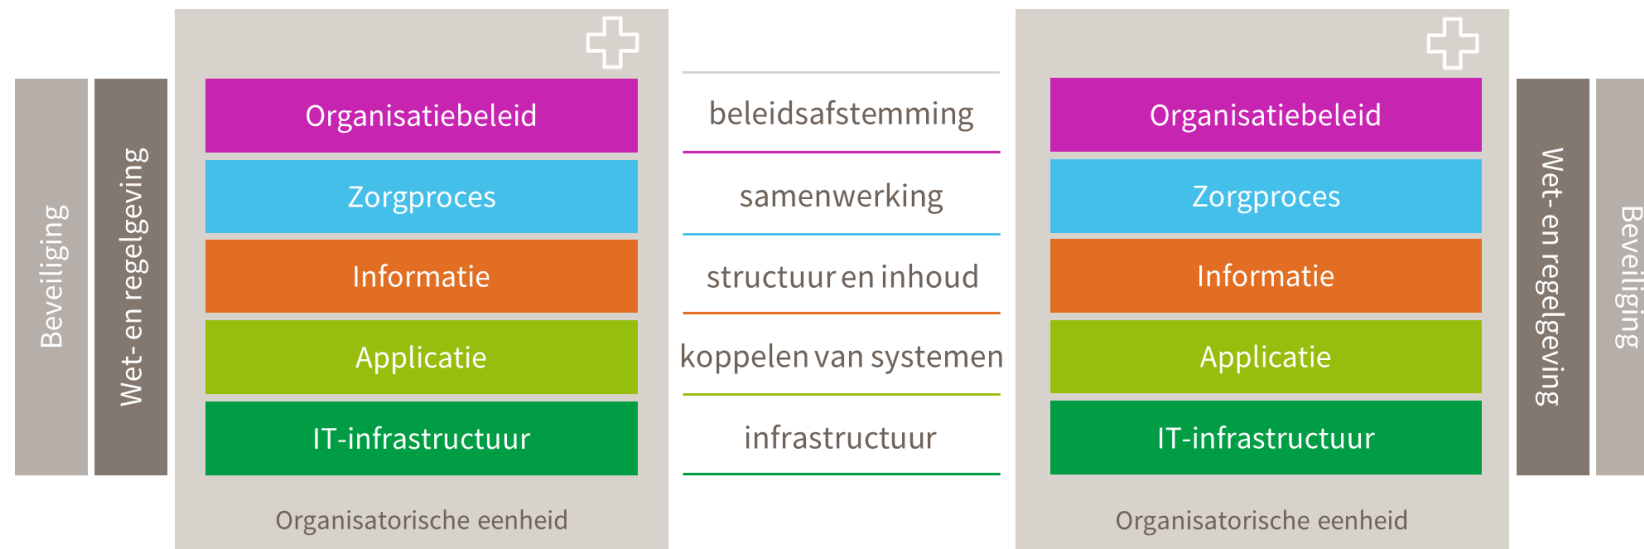 Beveiliging
Wet- en regelgeving
Organisatiebeleid
Zorgproces
Informatie
Applicatie
IT-infrastructuur
Organisatorische eenheid
beleidsafstemming
samenwerking
structuur en inhoud
koppelen van systemen
infrastructuur
Organisatiebeleid
Zorgproces
Informatie
Applicatie
IT-infrastructuur
Organisatorische eenheid
Wet- en regelgeving
Beveiliging